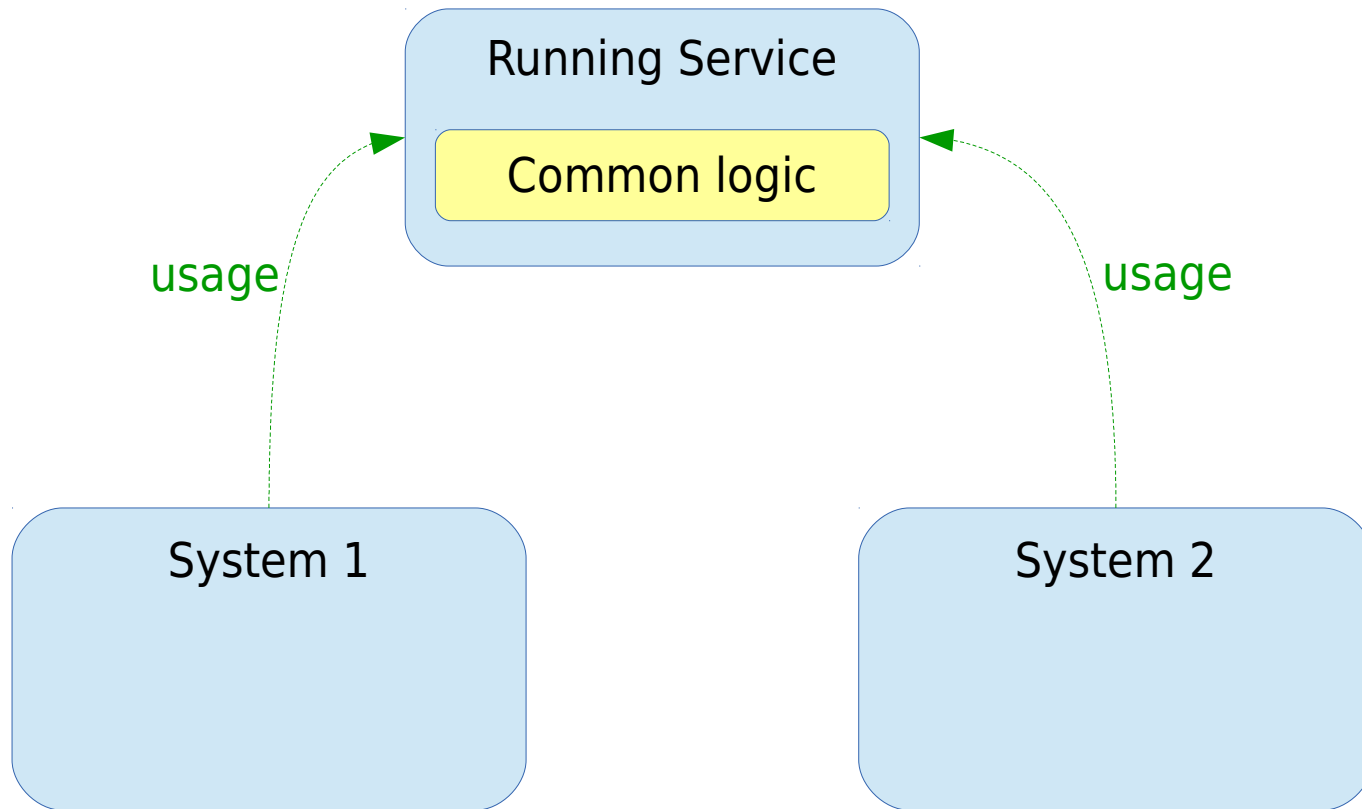 Running Service
Common logic
usage
usage
System 1
System 2